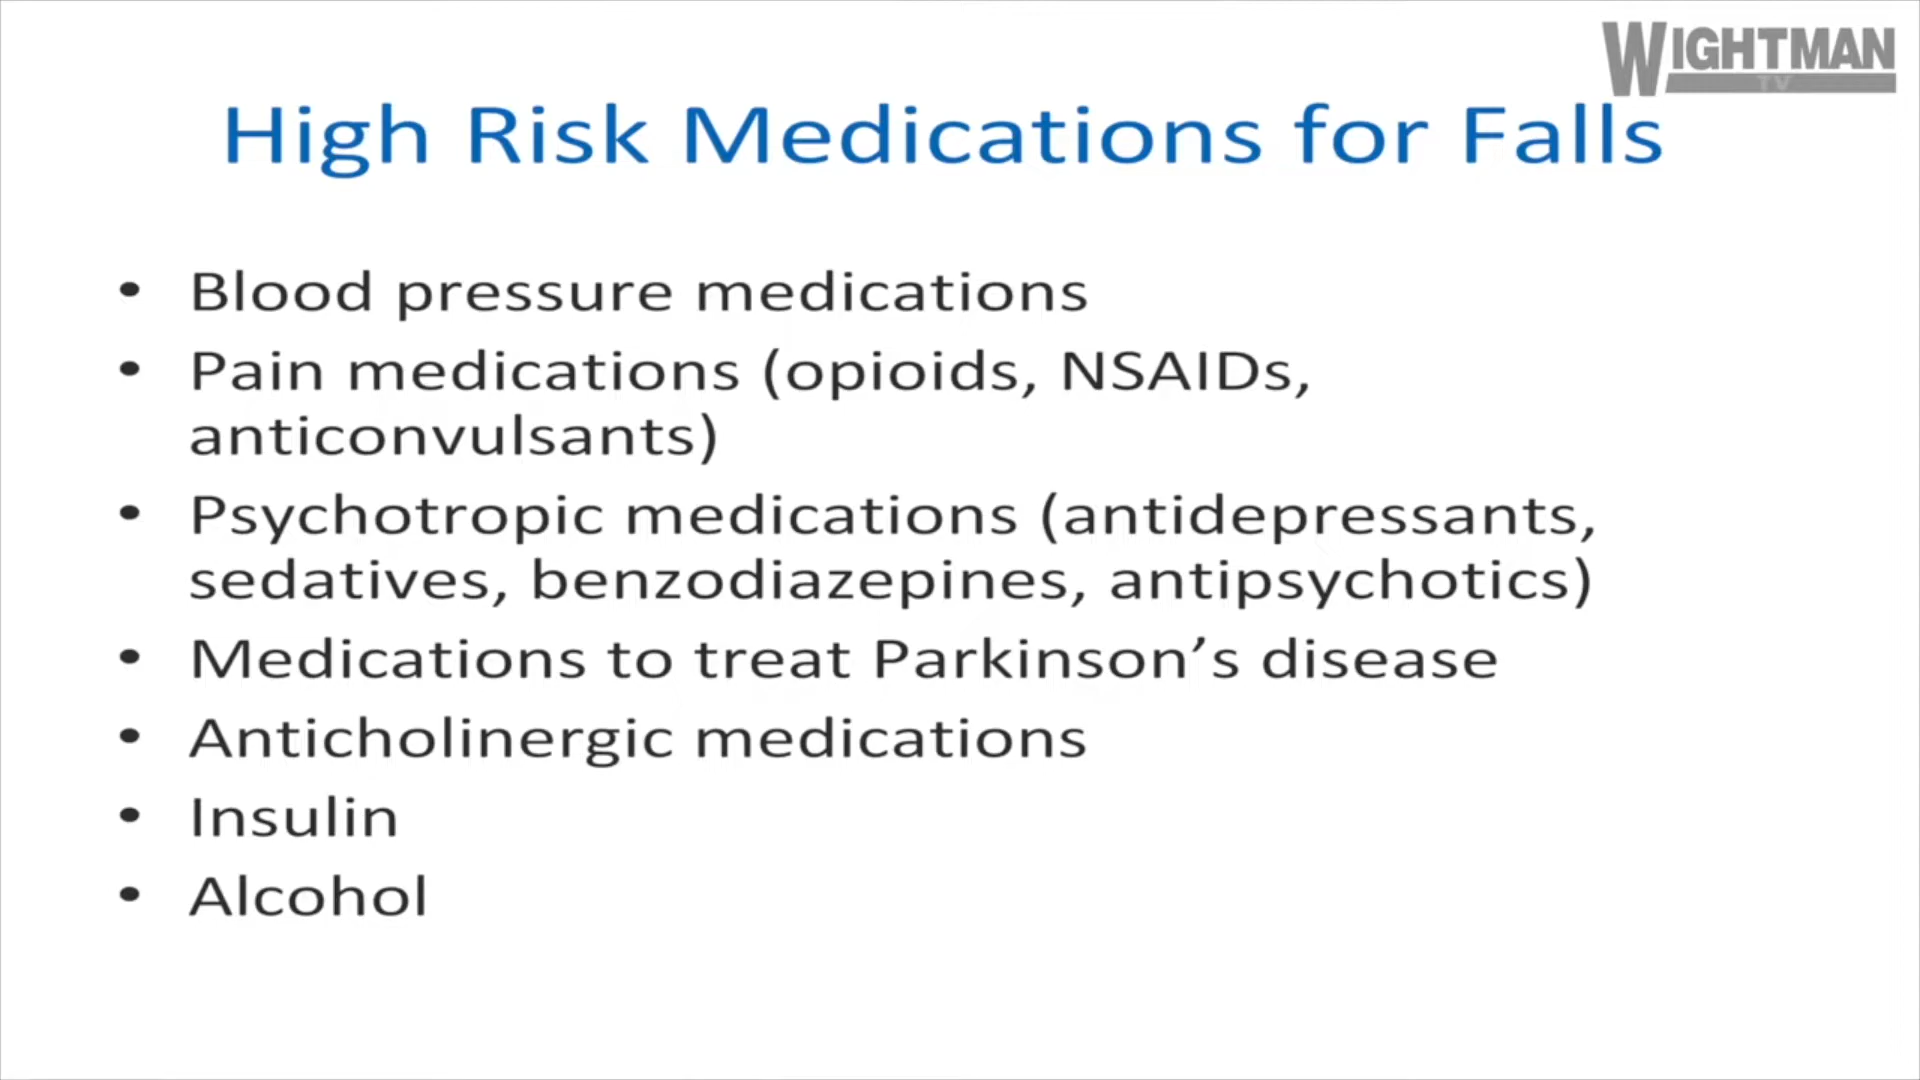 WIGHTMAN
TV
High Risk Medications for Falls
• Blood pressure medications
• Pain medications (opioids, NSAIDs,
anticonvulsants)
• Psychotropic medications (antidepressants,
sedatives, benzodiazepines, antipsychotics)
• Medications to treat Parkinson’s disease
• Anticholinergic medications
• Insulin
• Alcohol